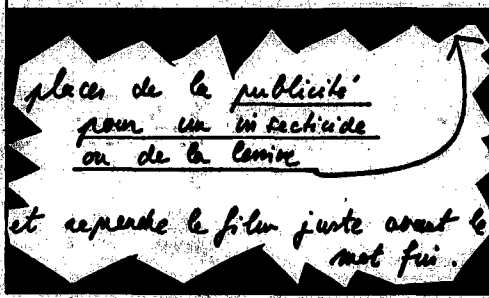 placer de la publicité
pour un insecticide
ou de la lessive
et reprendre le film juste avant le
mot fin.